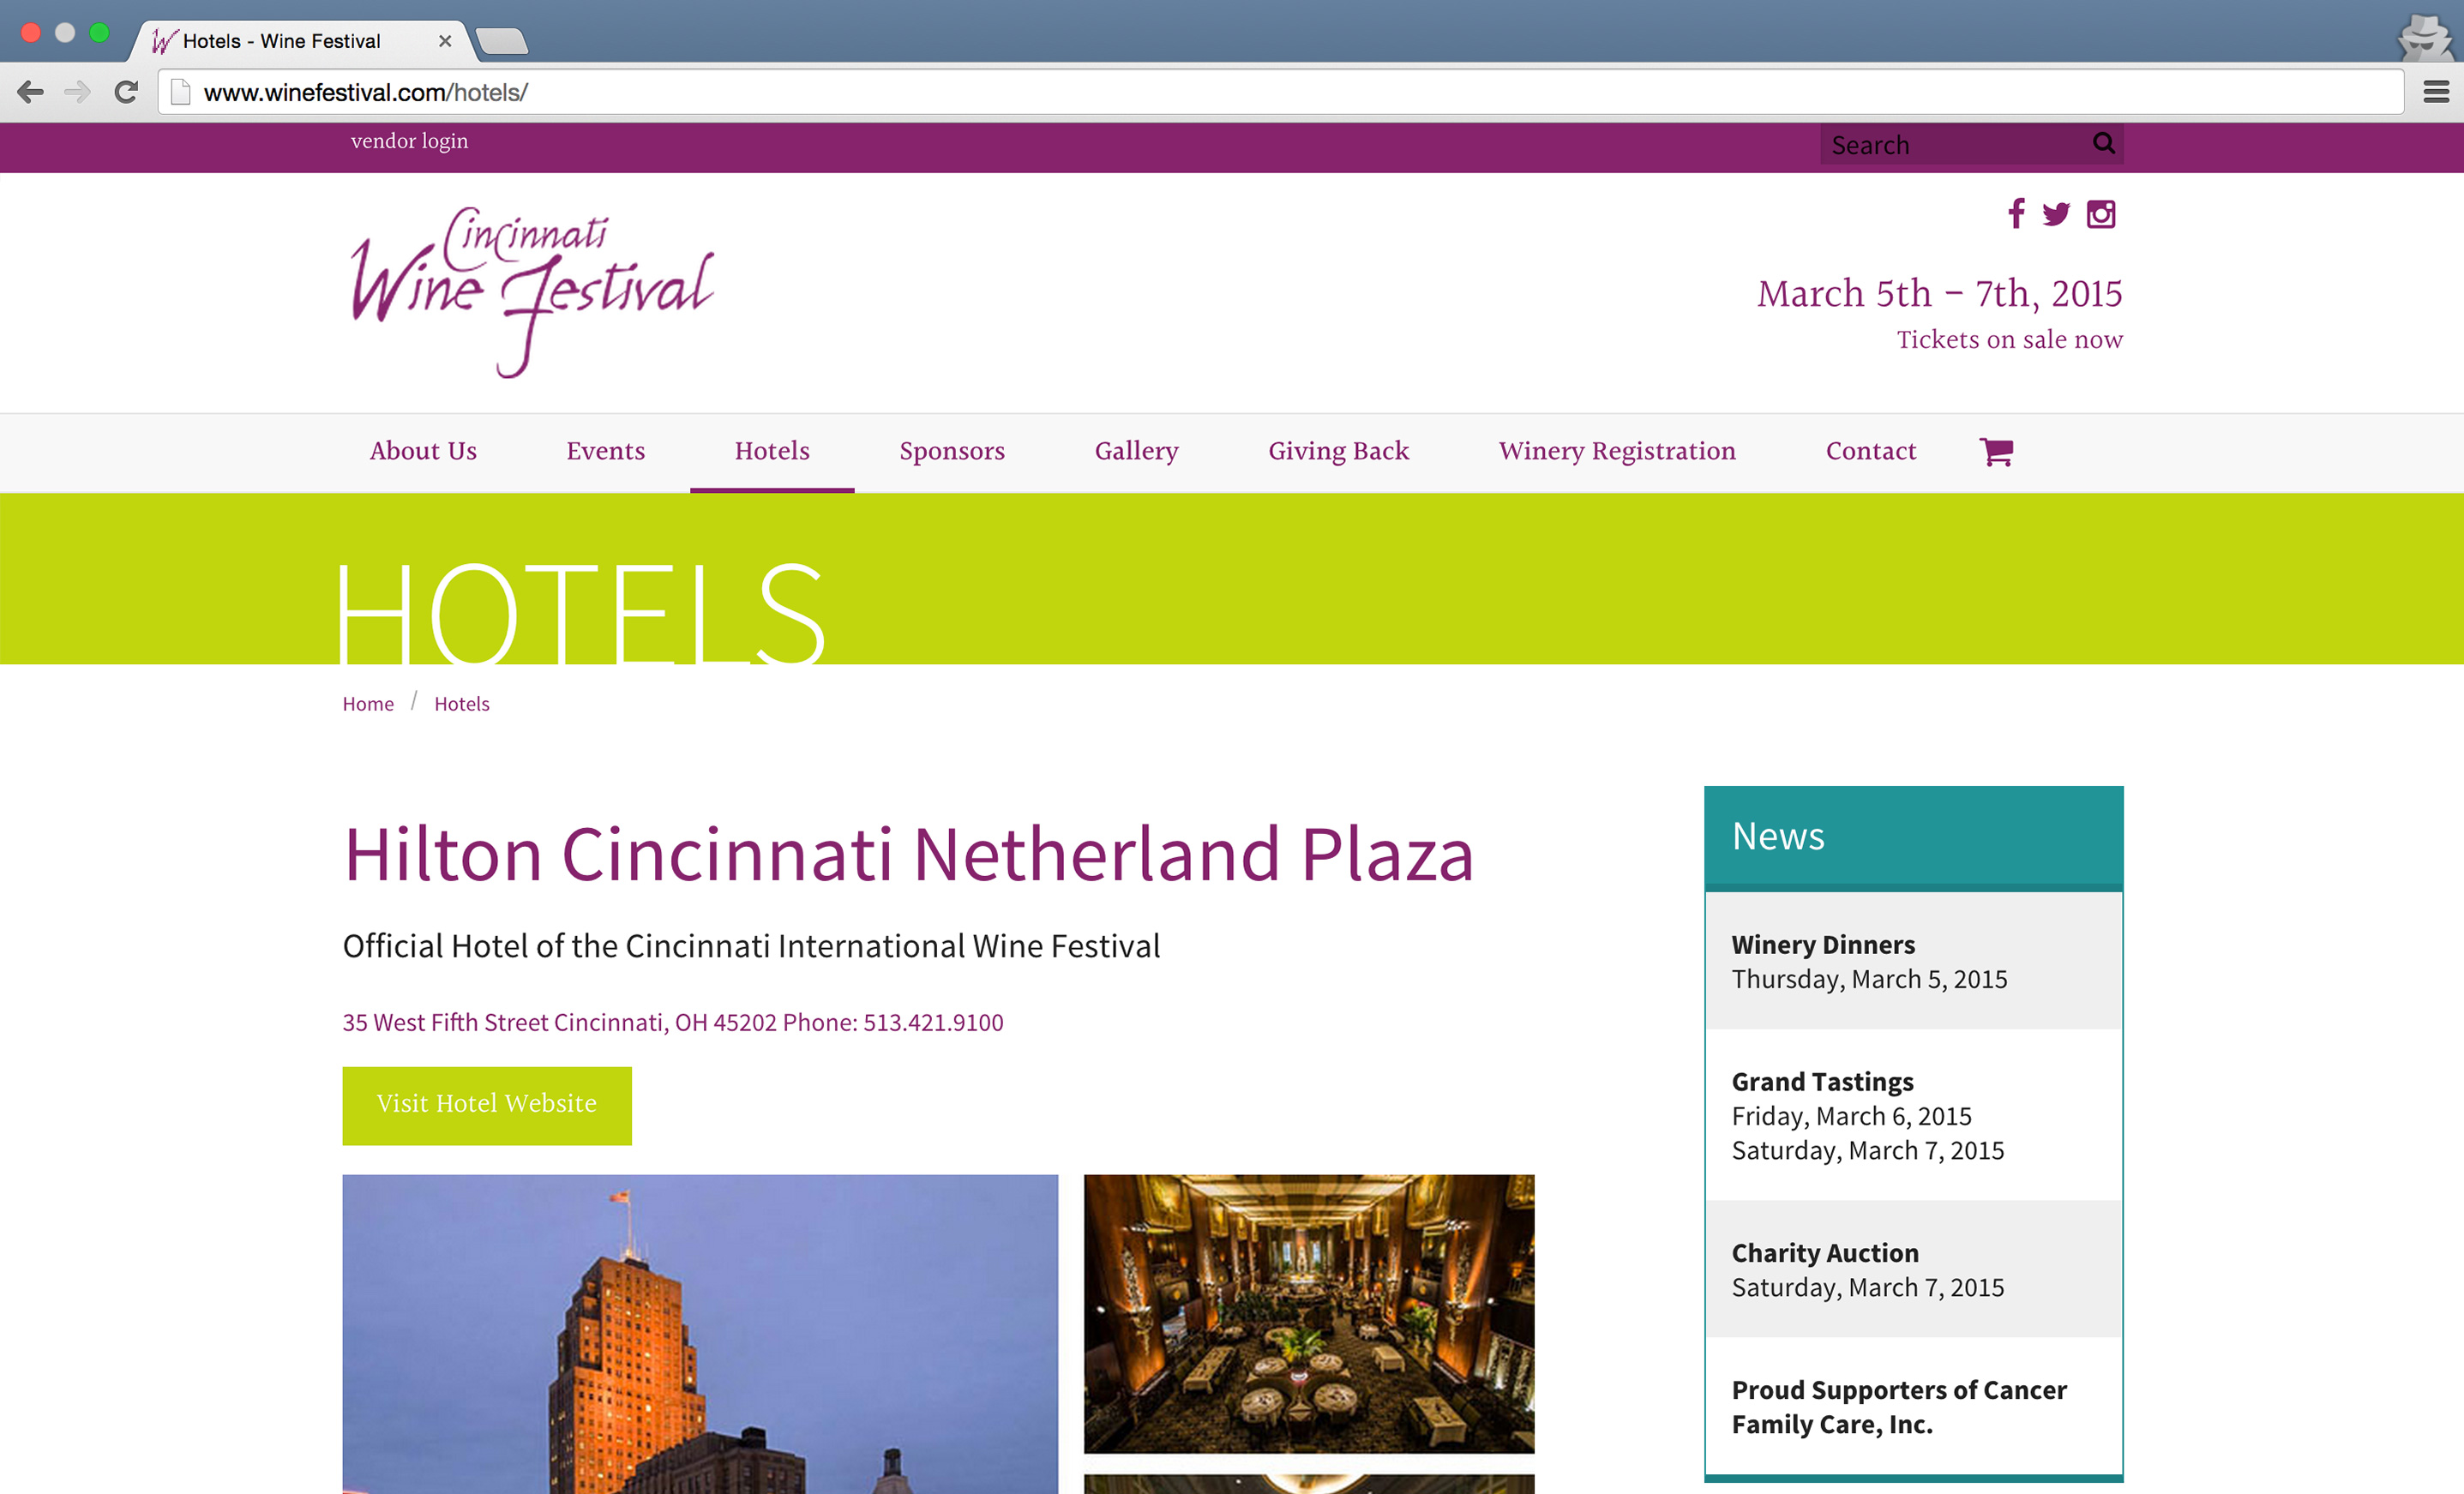 Hotels - Wine Festival
www.winefestival.com/hotels/
vendor login
Search
Cincinnati
Wine Festival
March 5th – 7th, 2015
Tickets on sale now
About Us
Events
Hotels
Sponsors
Gallery
Giving Back
Winery Registration
Contact
HOTELS
Home / Hotels
Hilton Cincinnati Netherland Plaza
Official Hotel of the Cincinnati International Wine Festival
35 West Fifth Street Cincinnati, OH 45202 Phone: 513.421.9100
Visit Hotel Website
News
Winery Dinners
Thursday, March 5, 2015
Grand Tastings
Friday, March 6, 2015
Saturday, March 7, 2015
Charity Auction
Saturday, March 7, 2015
Proud Supporters of Cancer
Family Care, Inc.